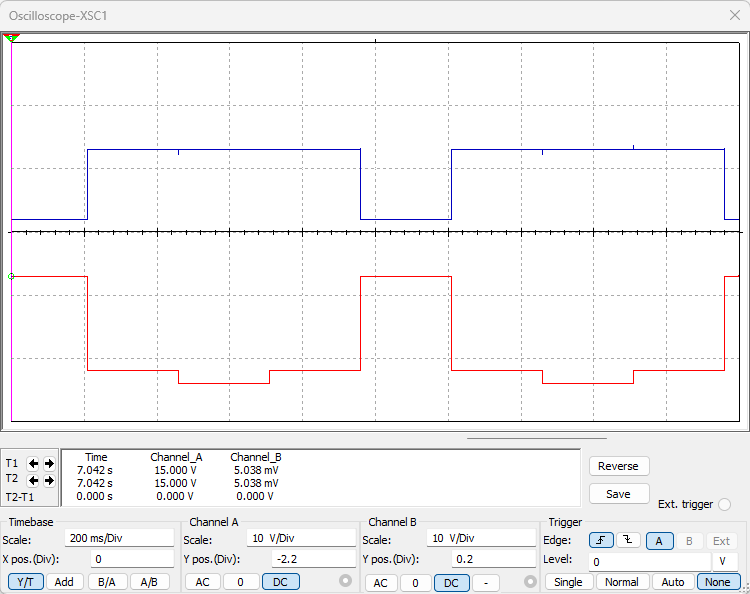 Oscilloscope-XSC1
Time Channel_A Channel_B
T1 7.042 s 15.000 V 5.038 mV
T2 7.042 s 15.000 V 5.038 mV
T2-T1 0.000 s 0.000 V 0.000 V
Reverse
Save
Ext. trigger
Timebase
Scale: 200 ms/Div
X pos.(Div): 0
Y/T Add B/A A/B
Channel A
Scale: 10 V/Div
Y pos.(Div): -2.2
AC 0 DC
Channel B
Scale: 10 V/Div
Y pos.(Div): 0.2
AC 0 DC -
Trigger
Edge: A B Ext
Level: 0 V
Single Normal Auto None